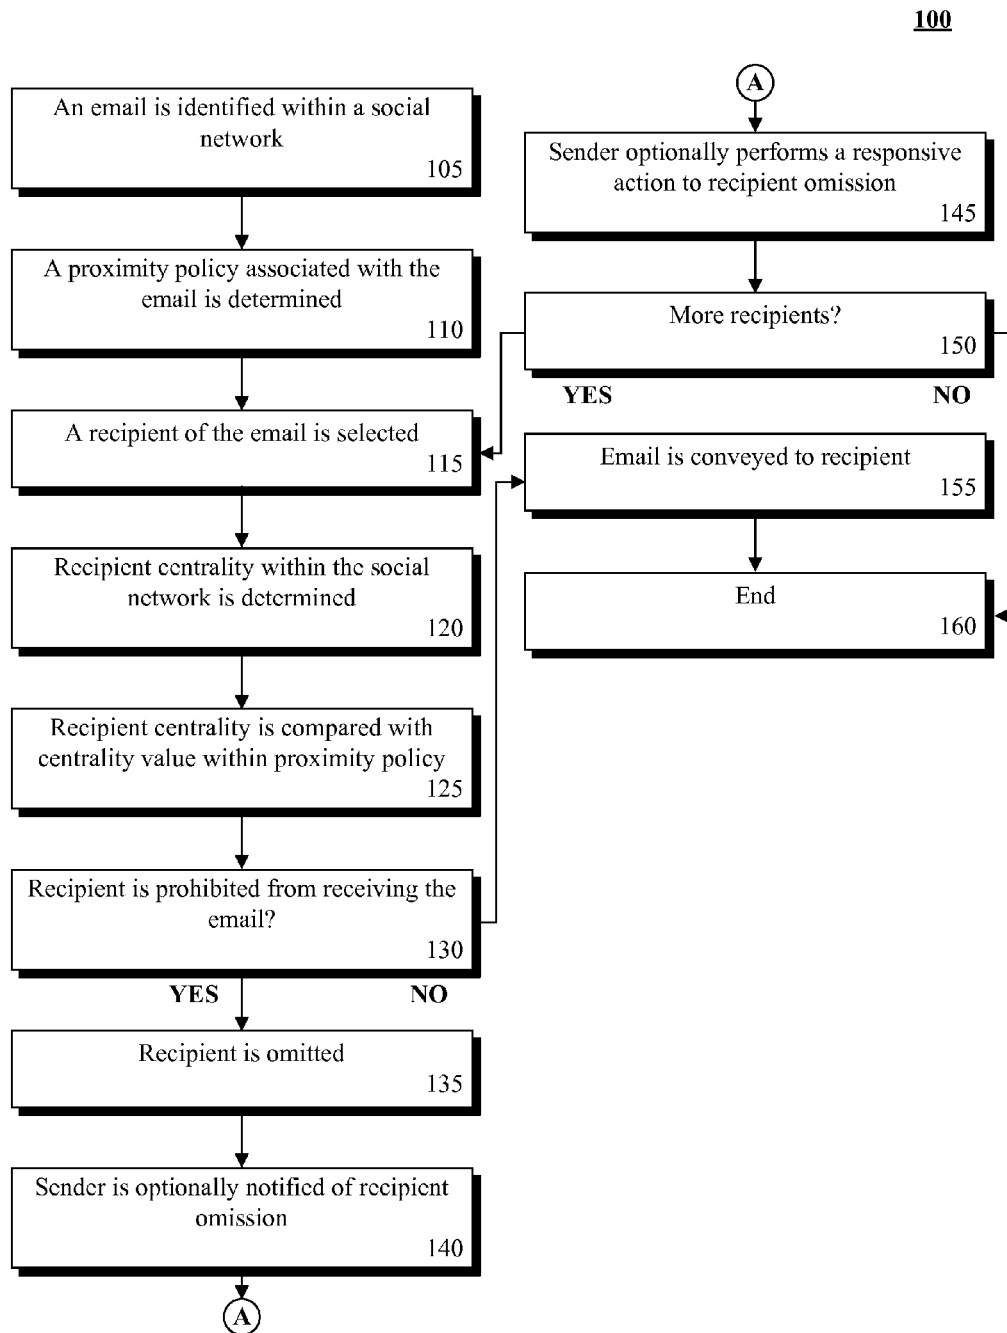 100
An email is identified within a social
network
105
A proximity policy associated with the
email is determined
110
A recipient of the email is selected
115
Recipient centrality within the social
network is determined
120
Recipient centrality is compared with
centrality value within proximity policy
125
Recipient is prohibited from receiving the
email?
130
YES
NO
Recipient is omitted
135
Sender is optionally notified of recipient
omission
140
A
A
Sender optionally performs a responsive
action to recipient omission
145
More recipients?
150
YES
NO
Email is conveyed to recipient
155
End
160